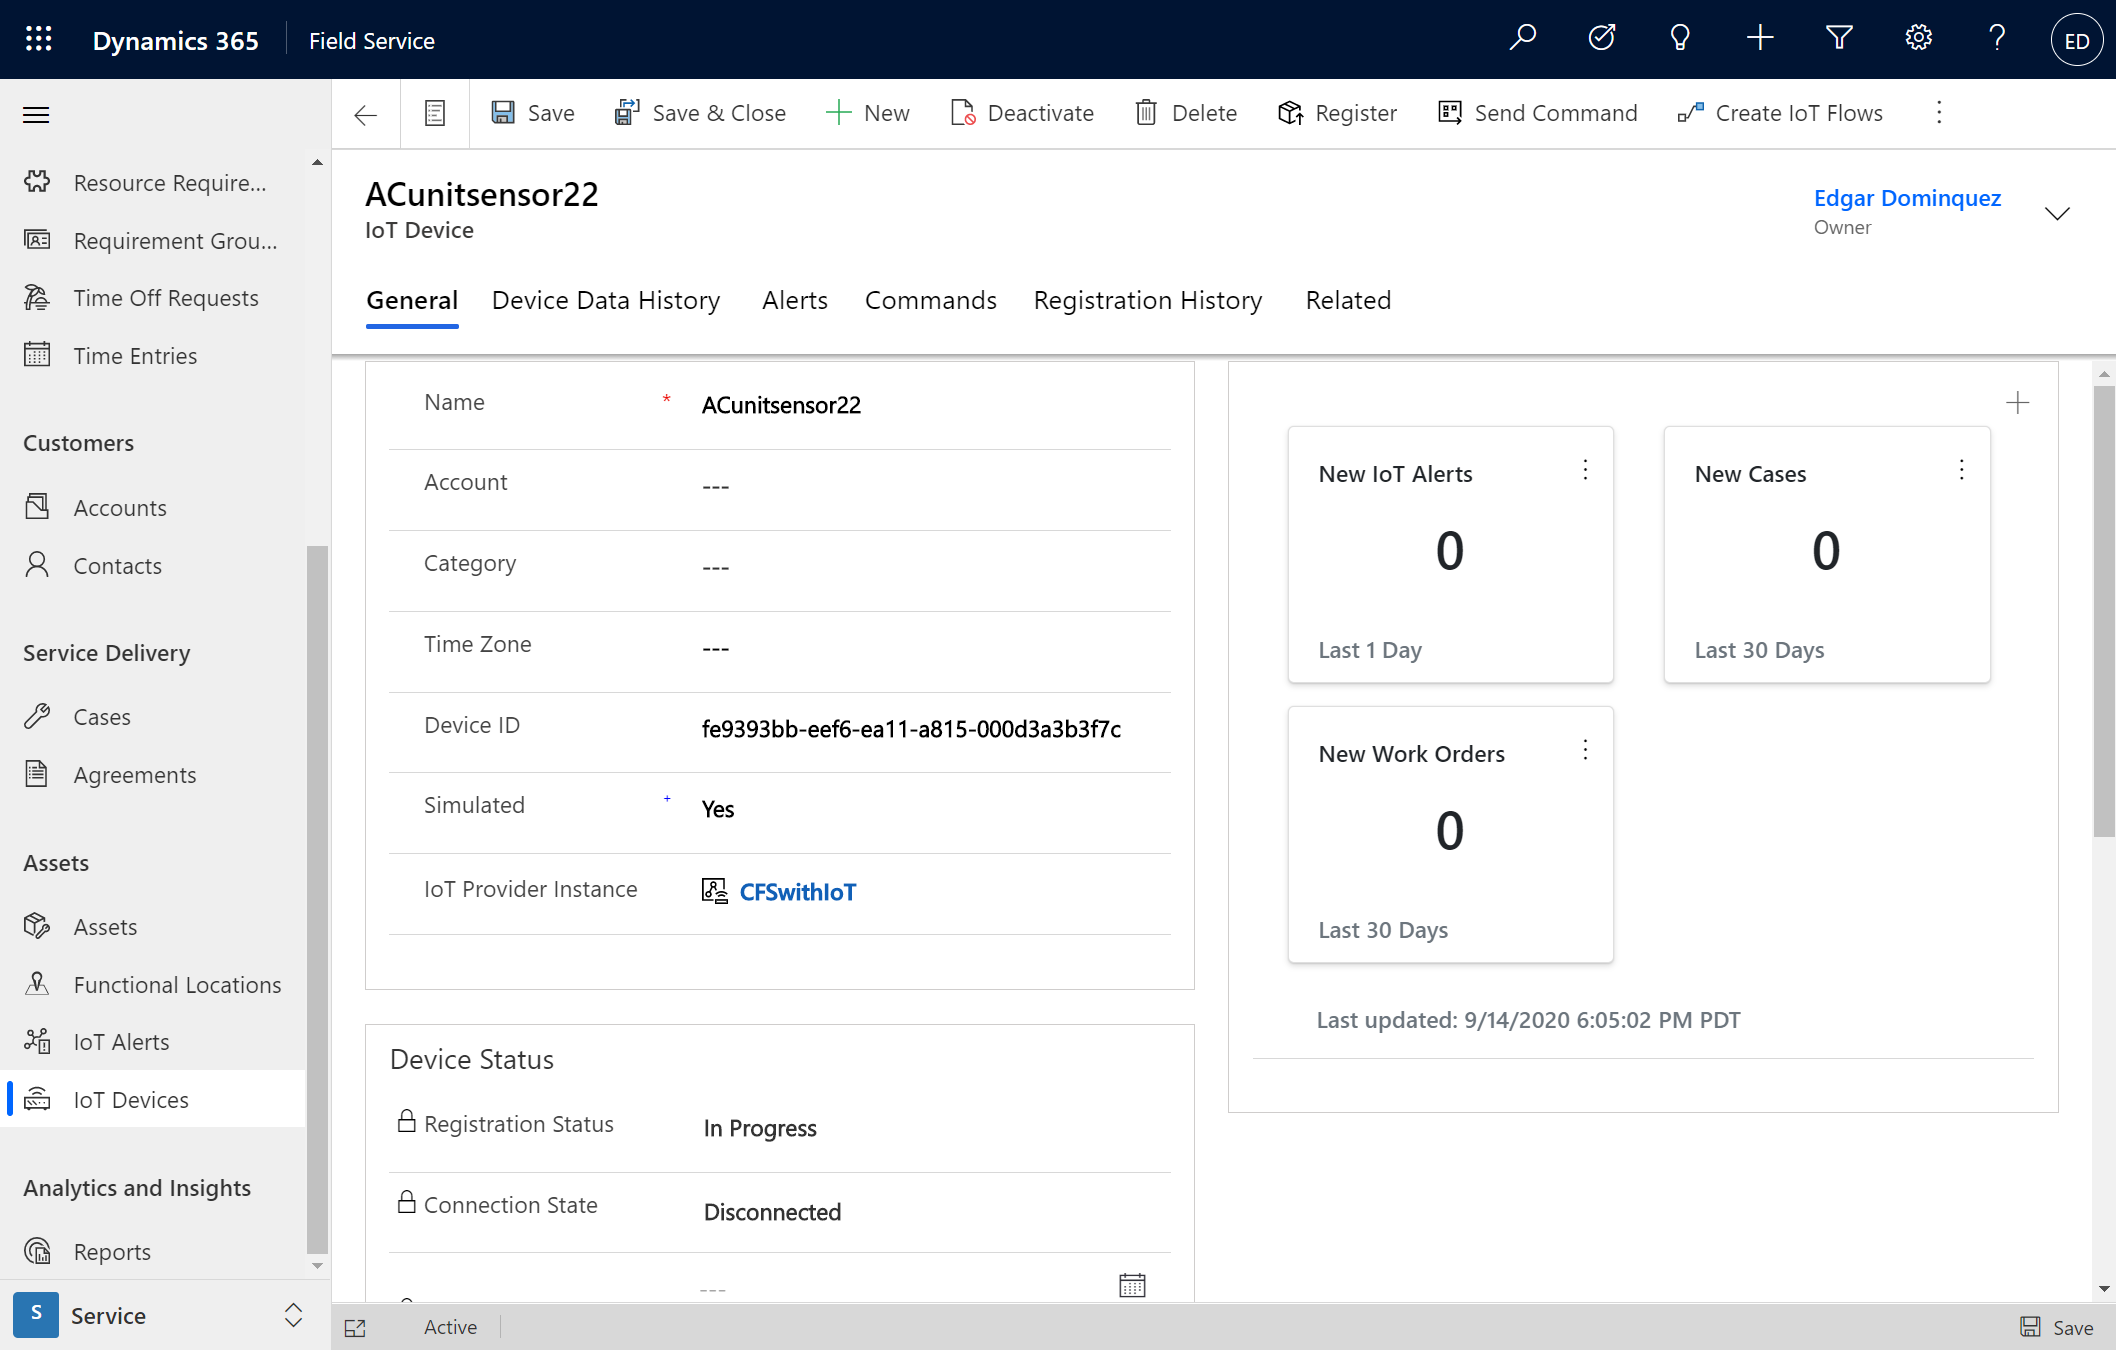 Dynamics 365
Field Service
ED
Save
Save & Close
New
Deactivate
Delete
Register
Send Command
Create IoT Flows
Resource Require...
Requirement Grou...
Time Off Requests
Time Entries
Customers
Accounts
Contacts
Service Delivery
Cases
Agreements
Assets
Assets
Functional Locations
IoT Alerts
IoT Devices
Analytics and Insights
Reports
S
Service
ACunitsensor22
IoT Device
Edgar Dominquez
Owner
General
Device Data History
Alerts
Commands
Registration History
Related
Name * ACunitsensor22
Account ---
Category ---
Time Zone ---
Device ID fe9393bb-eef6-ea11-a815-000d3a3b3f7c
Simulated + Yes
IoT Provider Instance CFSwithIoT
Device Status
Registration Status In Progress
Connection State Disconnected
---
New IoT Alerts
0
Last 1 Day
New Cases
0
Last 30 Days
New Work Orders
0
Last 30 Days
Last updated: 9/14/2020 6:05:02 PM PDT
Active
Save